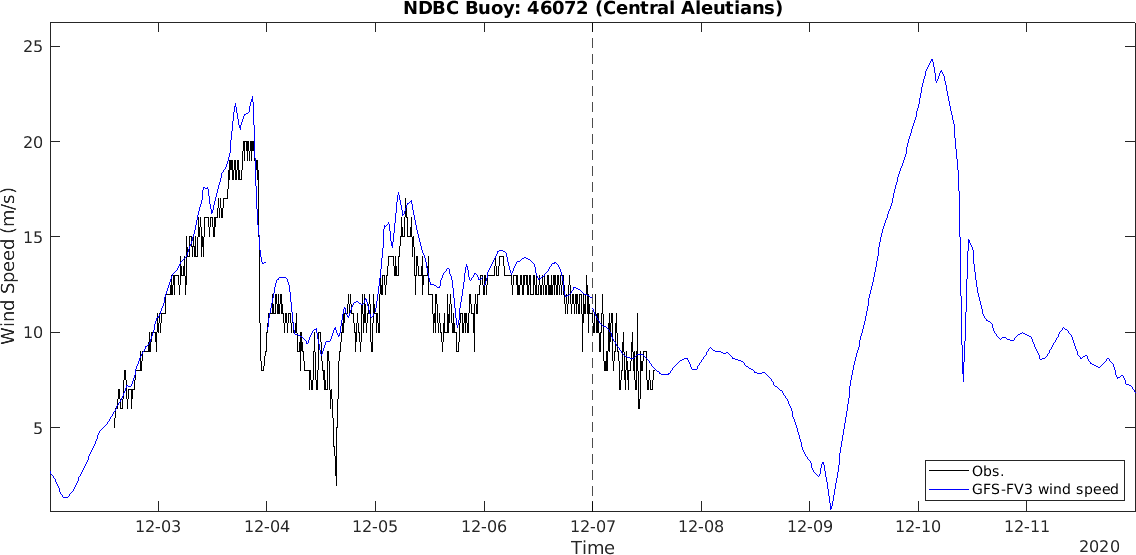 NDBC Buoy: 46072 (Central Aleutians)
Wind Speed (m/s)
25
20
15
10
5
Obs.
GFS-FV3 wind speed
12-03 12-04 12-05 12-06 12-07 12-08 12-09 12-10 12-11
Time
2020